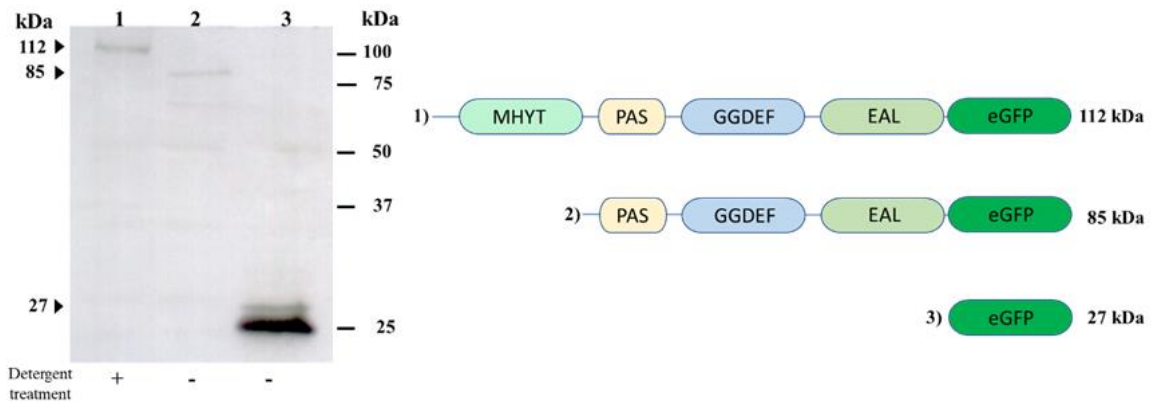 kDa 1 2 3 kDa
112 100
85 75
50
37
27 25
Detergent treatment + - -
1) MHYT PAS GGDEF EAL eGFP 112 kDa
2) PAS GGDEF EAL eGFP 85 kDa
3) eGFP 27 kDa